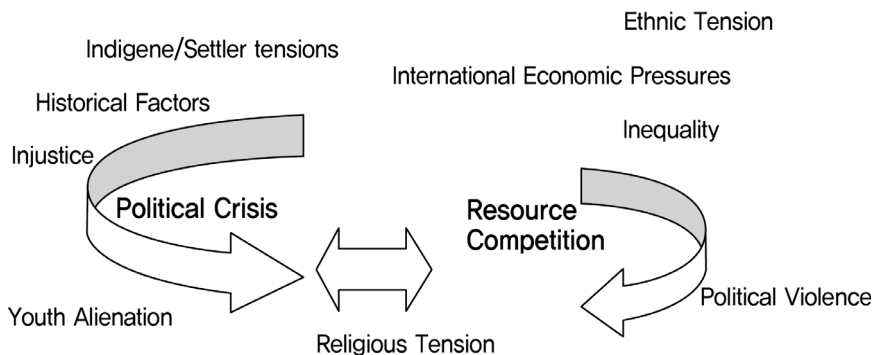 Ethnic Tension
Indigene/Settler tensions
International Economic Pressures
Historical Factors
Inequality
Injustice
Political Crisis
Resource
Competition
Political Violence
Youth Alienation
Religious Tension